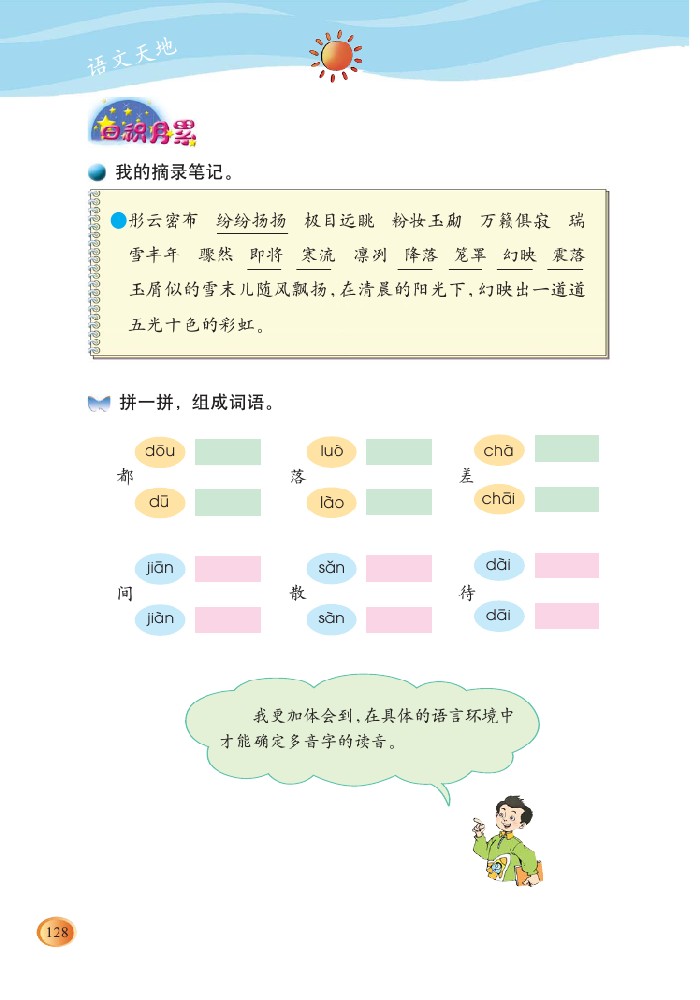 语文天地
日积月累
我的摘录笔记。
彤云密布 纷纷扬扬 极目远眺 粉妆玉砌 万籁俱寂 瑞
雪丰年 骤然 即将 寒流 凛冽 降落 笼罩 幻映 震落
玉屑似的雪末儿随风飘扬,在清晨的阳光下,幻映出一道道
五光十色的彩虹。
拼一拼,组成词语。
dōu luò chà
都 落 差
dū lào chāi
jiān sǎn dài
间 散 待
jiàn sàn dāi
我更加体会到,在具体的语言环境中
才能确定多音字的读音。
128